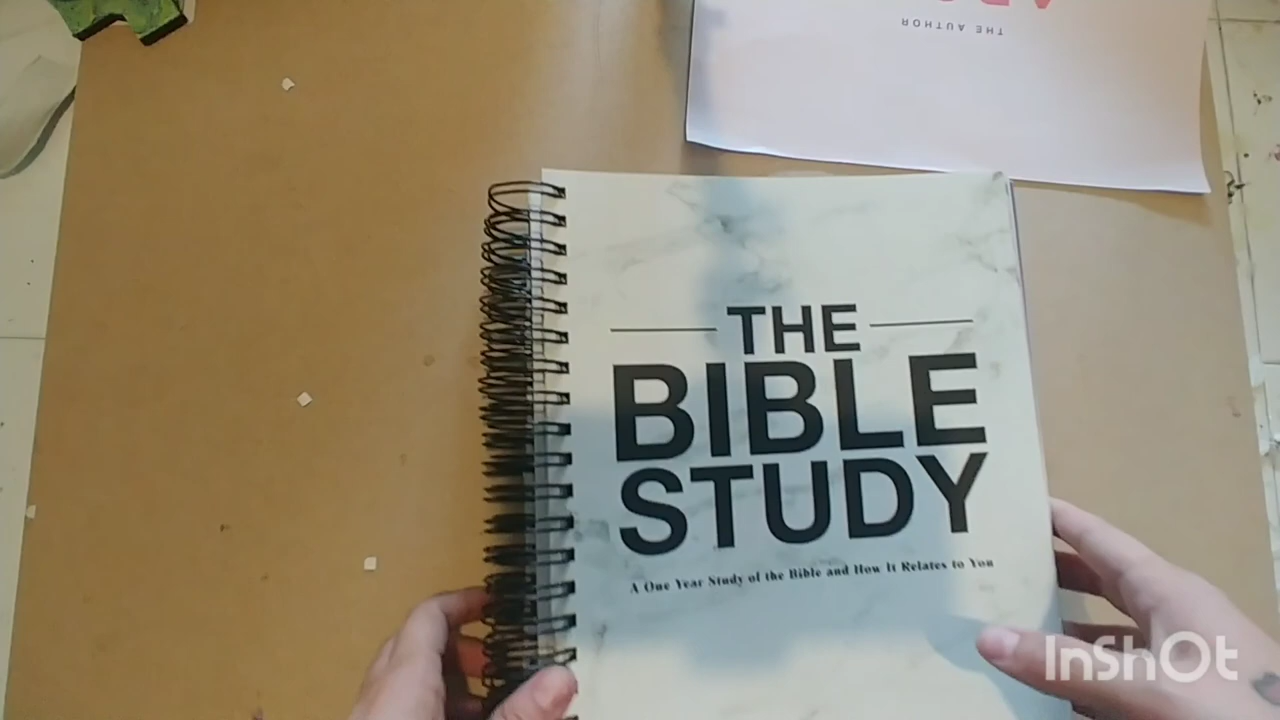 THE AUTHOR
THE
BIBLE
STUDY
A One Year Study of the Bible and How It Relates to You
InShOt